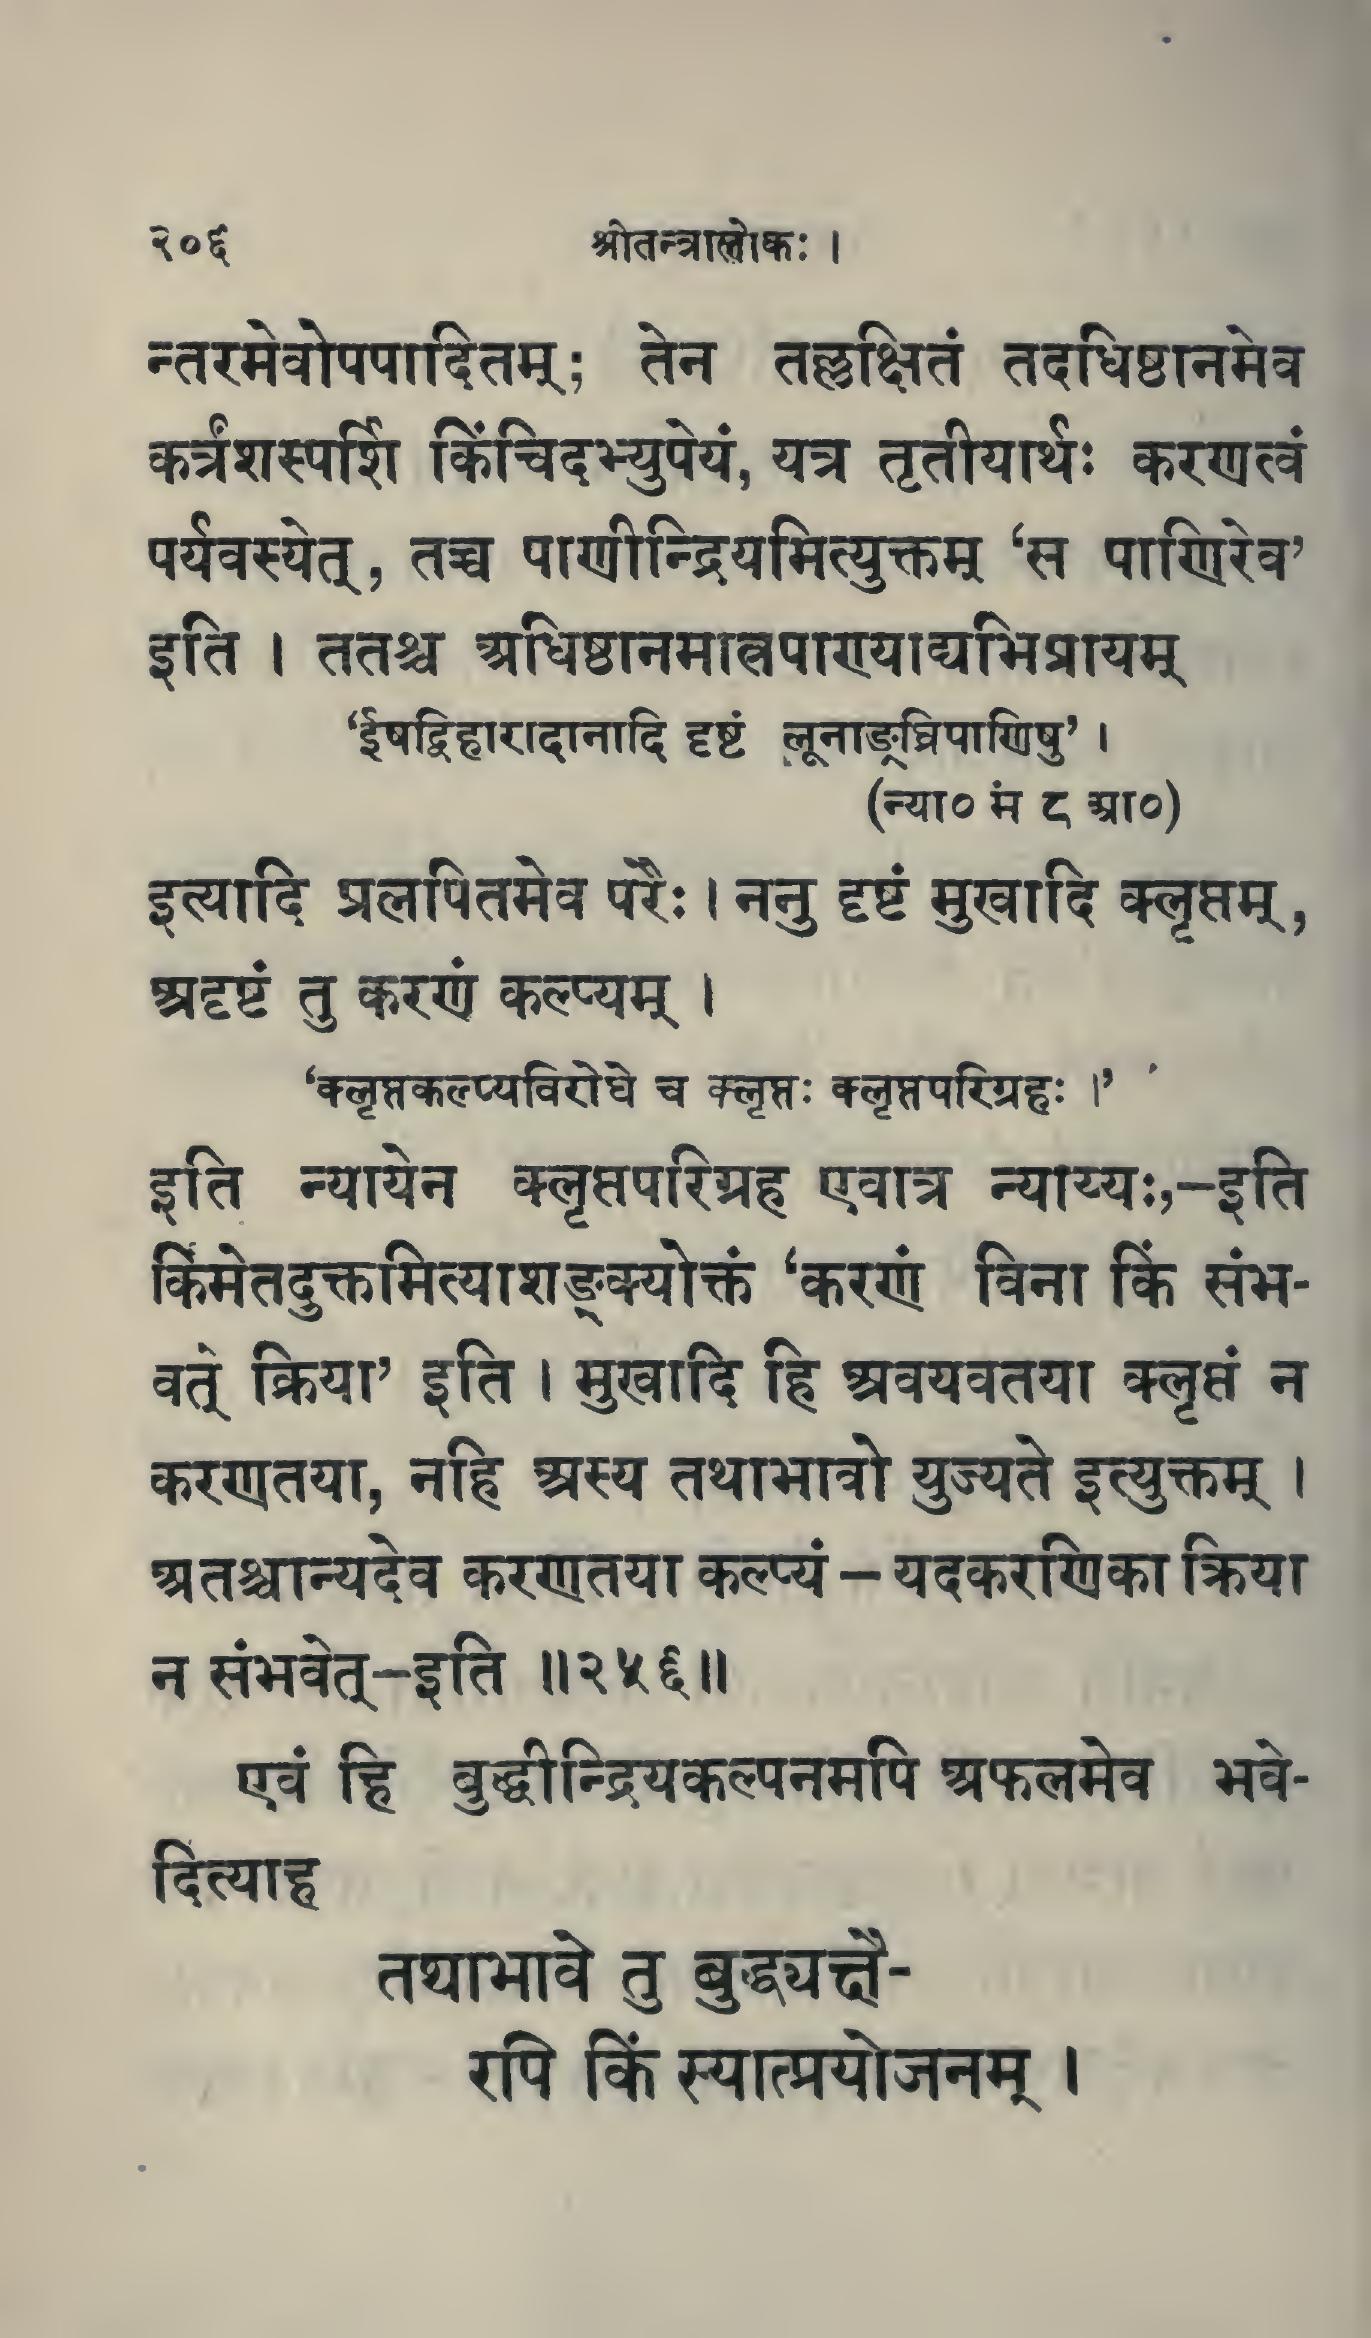 २०६ श्रीतन्त्रालोकः ।
न्तरमेवोपपादितम्; तेन तल्लक्षितं तदधिष्ठानमेव
कर्त्रंशस्पर्शि किंचिदभ्युपेयं, यत्र तृतीयार्थः करणत्वं
पर्यवस्येत्, तच्च पाणीन्द्रियमित्युक्तम् ‘स पाणिरेव’
इति । ततश्च अधिष्ठानमात्रपाण्याद्यभिप्रायम्
‘ईषद्विहारादानादि दृष्टं लूनाङ्घ्रिपाणिषु’ ।
(न्या० मं ८ आ०)
इत्यादि प्रलपितमेव परैः । ननु दृष्टं मुखादि क्लृप्तम्,
अदृष्टं तु करणं कल्प्यम् ।
‘क्लृप्तकल्प्यविरोधे च क्लृप्तः क्लृप्तपरिग्रहः ।’
इति न्यायेन क्लृप्तपरिग्रह एवात्र न्याय्यः,–इति
किमेतदुक्तमित्याशङ्क्योक्तं ‘करणं विना किं संभ-
वेत् क्रिया’ इति । मुखादि हि अवयवतया क्लृप्तं न
करणतया, नहि अस्य तथाभावो युज्यते इत्युक्तम् ।
अतश्चान्यदेव करणतया कल्प्यं – यदकरणिका क्रिया
न संभवेत्–इति ॥२५६॥
एवं हि बुद्धीन्द्रियकल्पनमपि अफलमेव भवे-
दित्याह
तथाभावे तु बुद्ध्यक्षै-
रपि किं स्यात्प्रयोजनम् ।